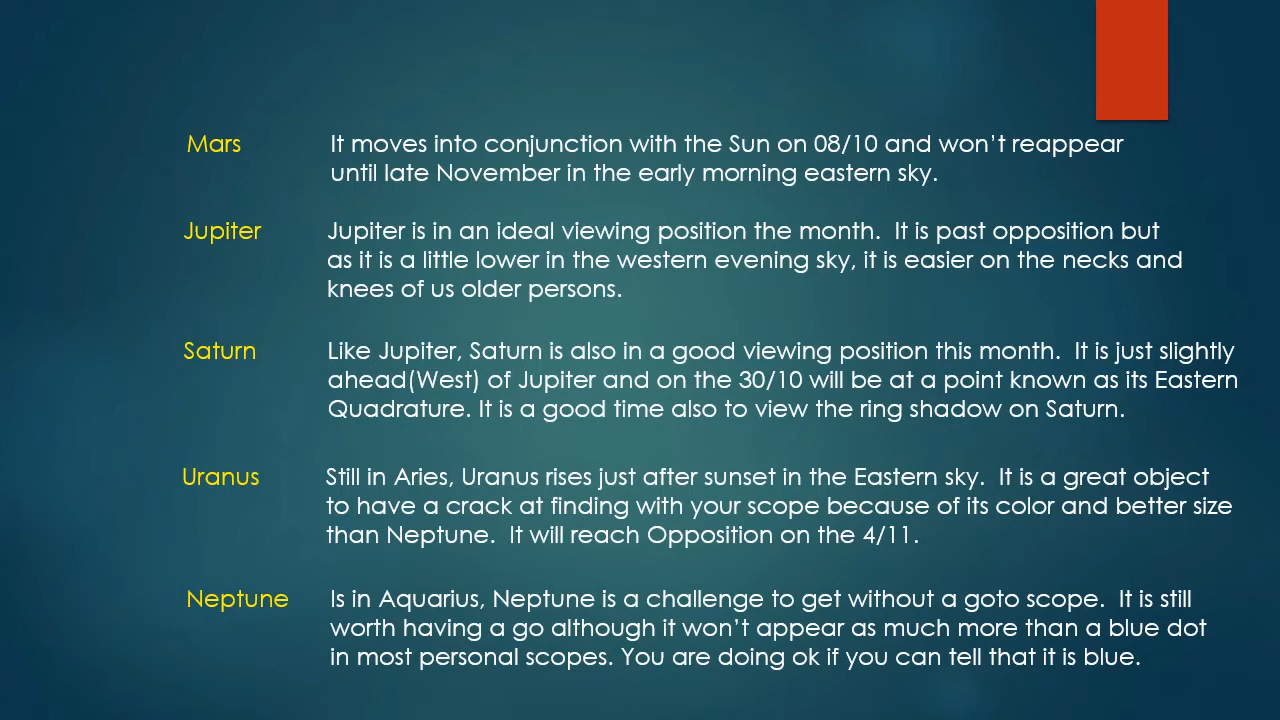 Mars It moves into conjunction with the Sun on 08/10 and won’t reappear
until late November in the early morning eastern sky.
Jupiter Jupiter is in an ideal viewing position the month.  It is past opposition but
as it is a little lower in the western evening sky, it is easier on the necks and
knees of us older persons.
Saturn Like Jupiter, Saturn is also in a good viewing position this month.  It is just slightly
ahead(West) of Jupiter and on the 30/10 will be at a point known as its Eastern
Quadrature. It is a good time also to view the ring shadow on Saturn.
Uranus Still in Aries, Uranus rises just after sunset in the Eastern sky.  It is a great object
to have a crack at finding with your scope because of its color and better size
than Neptune.  It will reach Opposition on the 4/11.
Neptune Is in Aquarius, Neptune is a challenge to get without a goto scope.  It is still
worth having a go although it won’t appear as much more than a blue dot
in most personal scopes. You are doing ok if you can tell that it is blue.